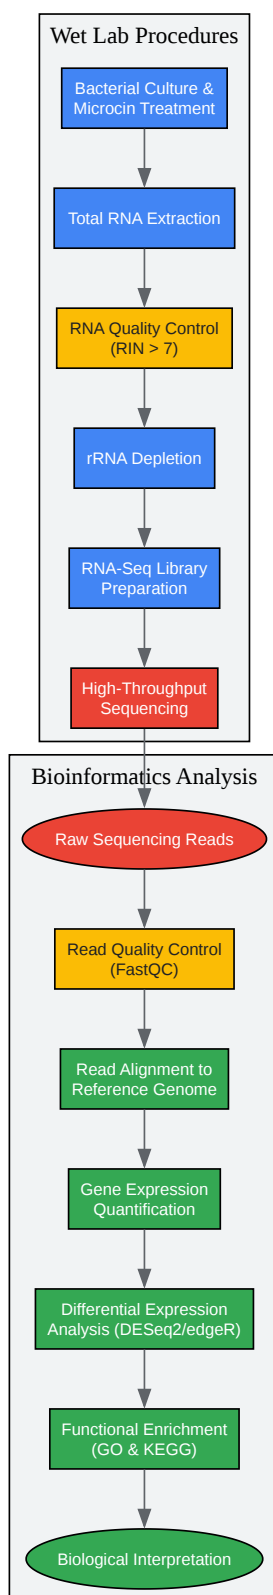 Wet Lab Procedures
Bacterial Culture &
Microcin Treatment
Total RNA Extraction
RNA Quality Control
(RIN > 7)
rRNA Depletion
RNA-Seq Library
Preparation
High-Throughput
Sequencing
Bioinformatics Analysis
Raw Sequencing Reads
Read Quality Control
(FastQC)
Read Alignment to
Reference Genome
Gene Expression
Quantification
Differential Expression
Analysis (DESeq2/edgeR)
Functional Enrichment
(GO & KEGG)
Biological Interpretation